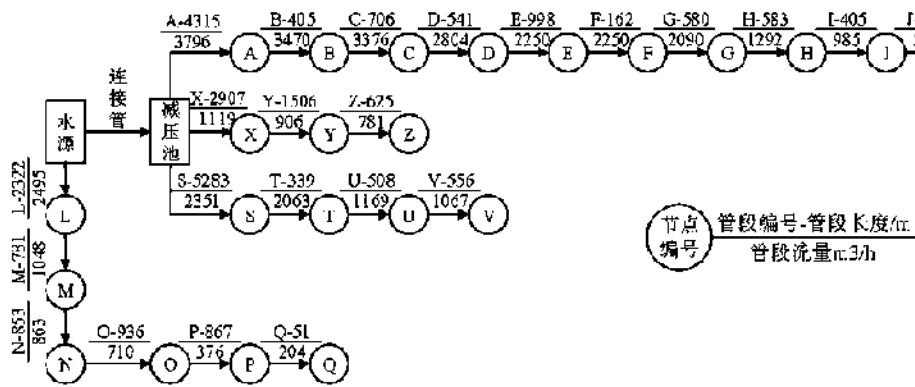 A-4315 B-405 C-706 D-541 E-998 F-162 G-580 H-583 I-405
3796 3470 3376 2804 2250 2250 2090 1292 985
A B C D E F G H I
连接管
X-2907 Y-1506 Z-625
1119 906 781
水源
减压池
X Y Z
S-5283 T-339 U-508 V-556
2351 2063 1169 1067
S T U V
L-2322
2495
L
M-781
1048
M
N-853
863
N
O-936 P-867 Q-51
710 376 204
O P Q
节点编号
管段编号-管段长度/m
管段流量m3/h